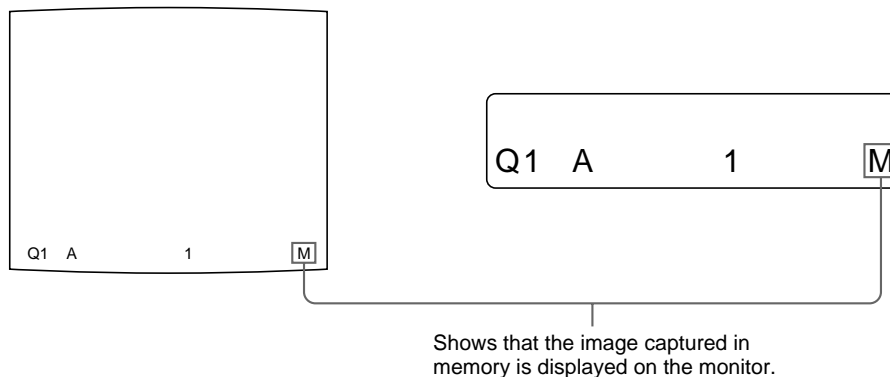 Q1 A 1 M
Q1 A 1 M
Shows that the image captured in
memory is displayed on the monitor.